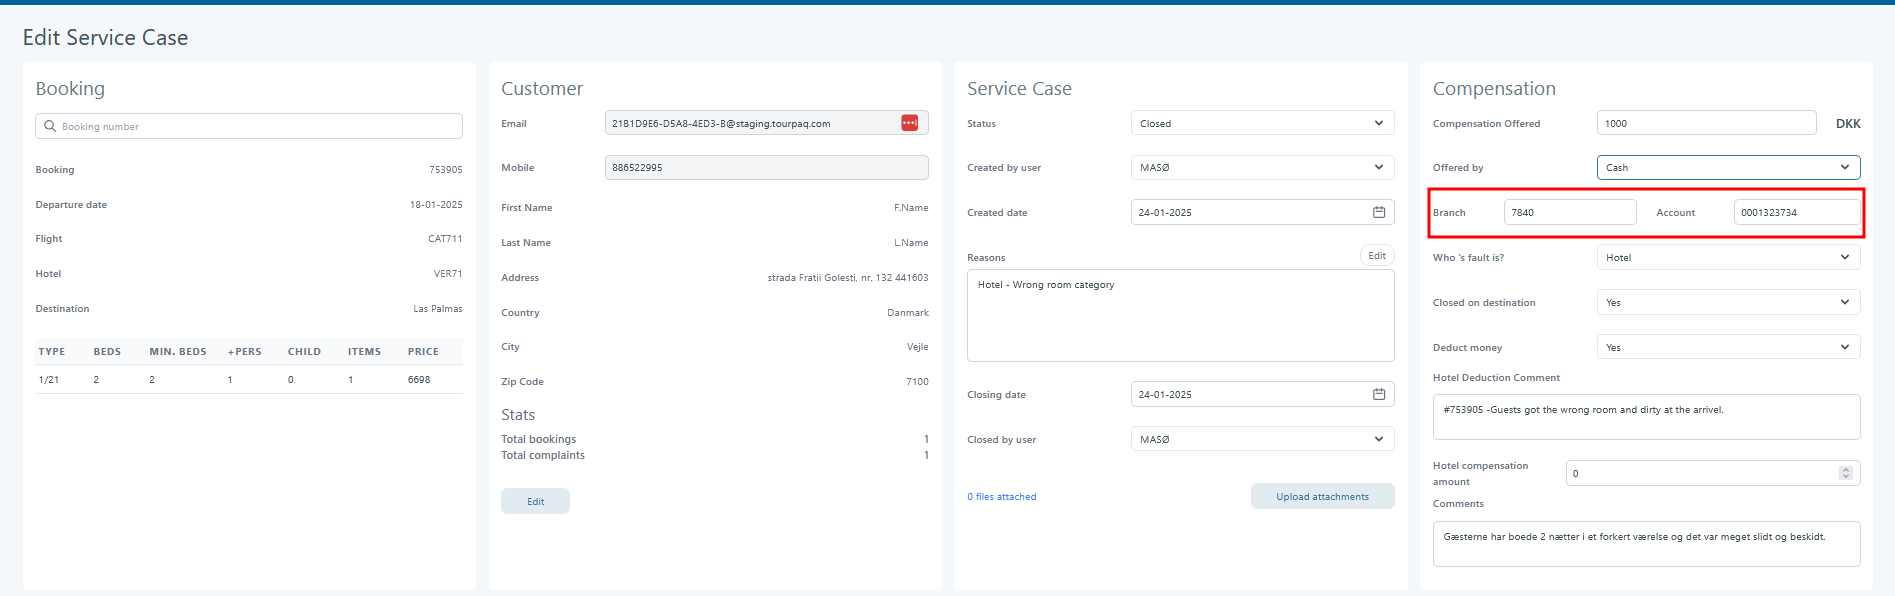 Edit Service Case
Booking
Booking number
Booking 753905
Departure date 18-01-2025
Flight CAT711
Hotel VER71
Destination Las Palmas
TYPE BEDS MIN. BEDS +PERS CHILD ITEMS PRICE
1/21 2 2 1 0 1 6698
Customer
Email 21B1D9E6-D5A8-4ED3-B@staging.tourpaq.com
Mobile 886522995
First Name F.Name
Last Name L.Name
Address strada Fratii Golesti, nr. 132 441603
Country Danmark
City Vejle
Zip Code 7100
Stats
Total bookings 1
Total complaints 1
Edit
Service Case
Status Closed
Created by user MASØ
Created date 24-01-2025
Reasons Edit
Hotel - Wrong room category
Closing date 24-01-2025
Closed by user MASØ
0 files attached Upload attachments
Compensation
Compensation Offered 1000 DKK
Offered by Cash
Branch 7840 Account 0001323734
Who 's fault is? Hotel
Closed on destination Yes
Deduct money Yes
Hotel Deduction Comment
#753905 -Guests got the wrong room and dirty at the arrivel.
Hotel compensation
amount 0
Comments
Gæsterne har boede 2 nætter i et forkert værelse og det var meget slidt og beskidt.